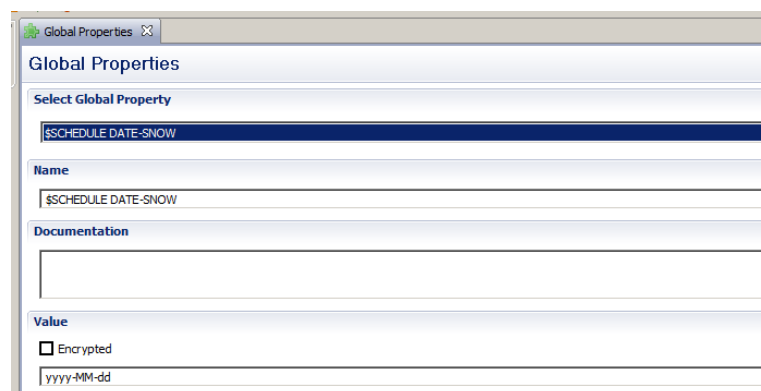 Global Properties
Global Properties
Select Global Property
$SCHEDULE DATE-SNOW
Name
$SCHEDULE DATE-SNOW
Documentation
Value
Encrypted
yyyy-MM-dd